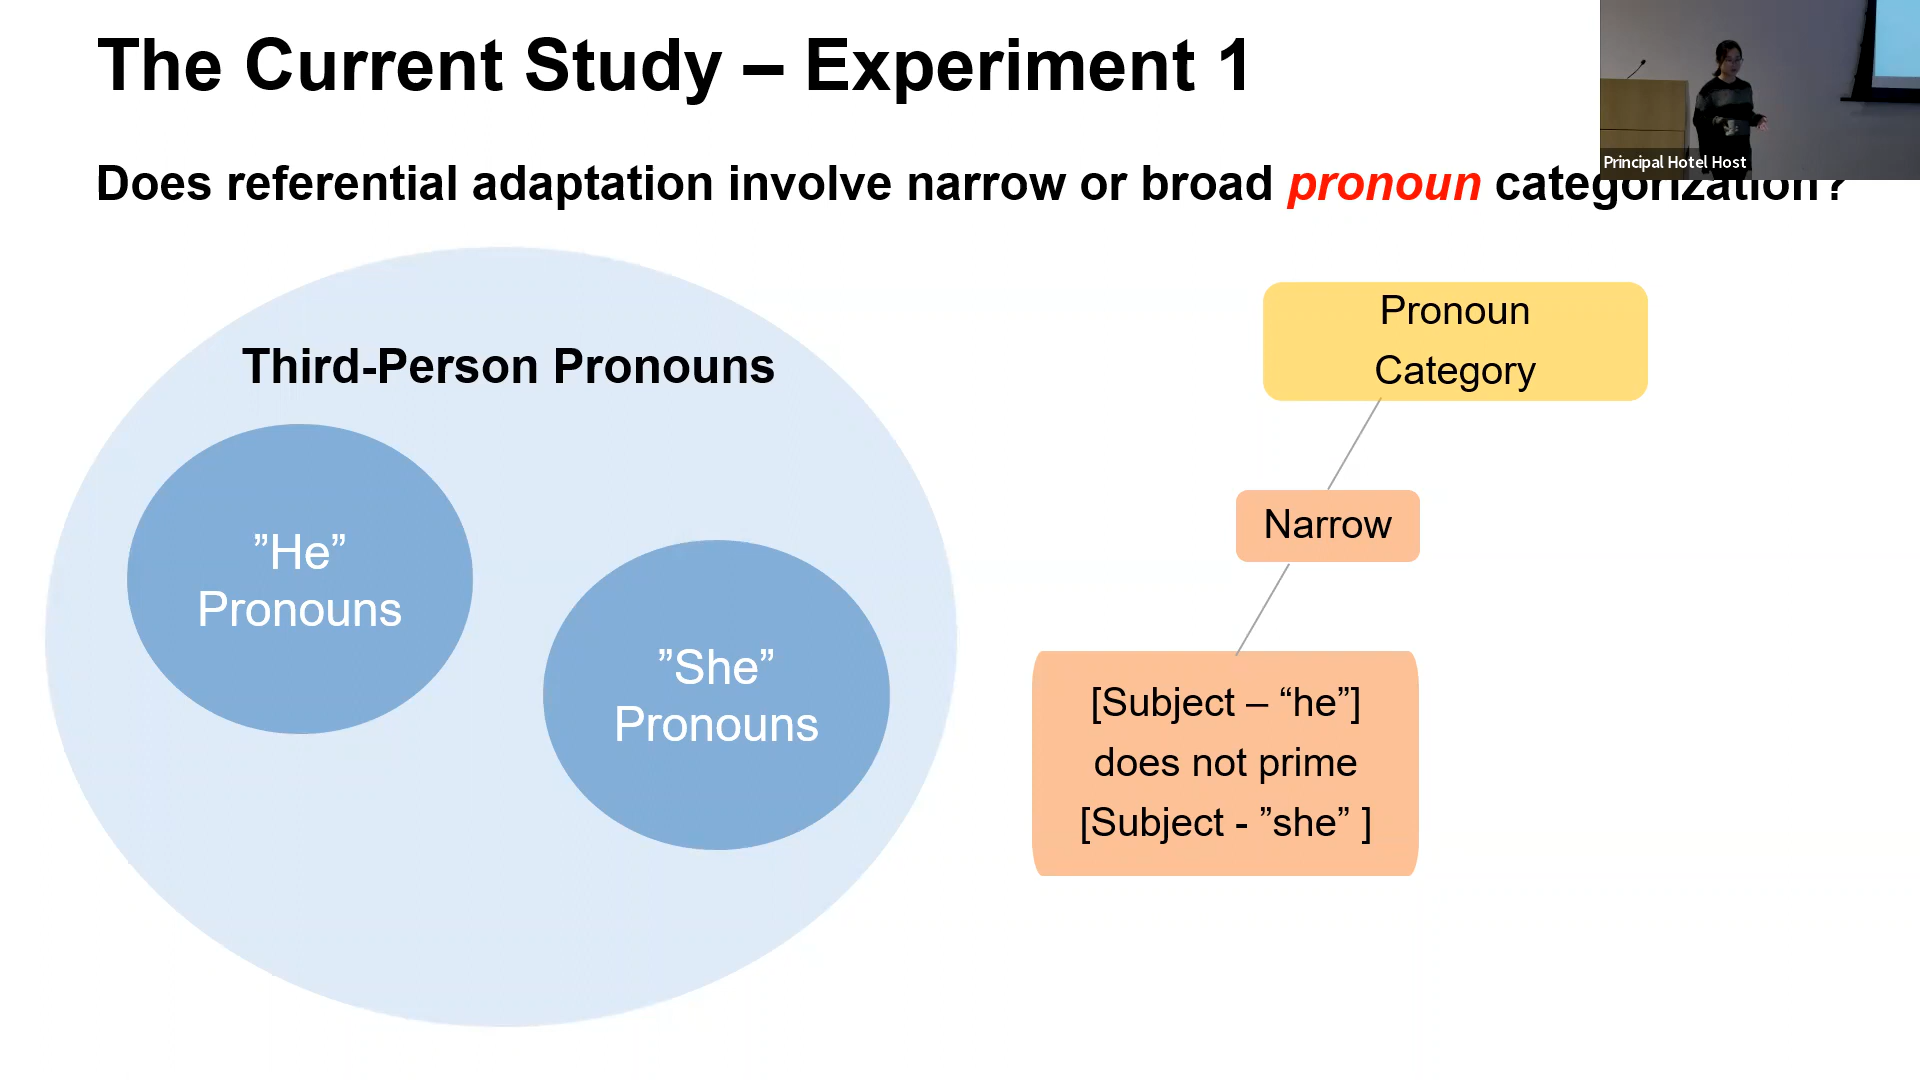 The Current Study – Experiment 1
Principal Hotel Host
Does referential adaptation involve narrow or broad pronoun categorization?
Third-Person Pronouns
”He”
Pronouns
”She”
Pronouns
Pronoun
Category
Narrow
[Subject – “he”]
does not prime
[Subject - ”she” ]